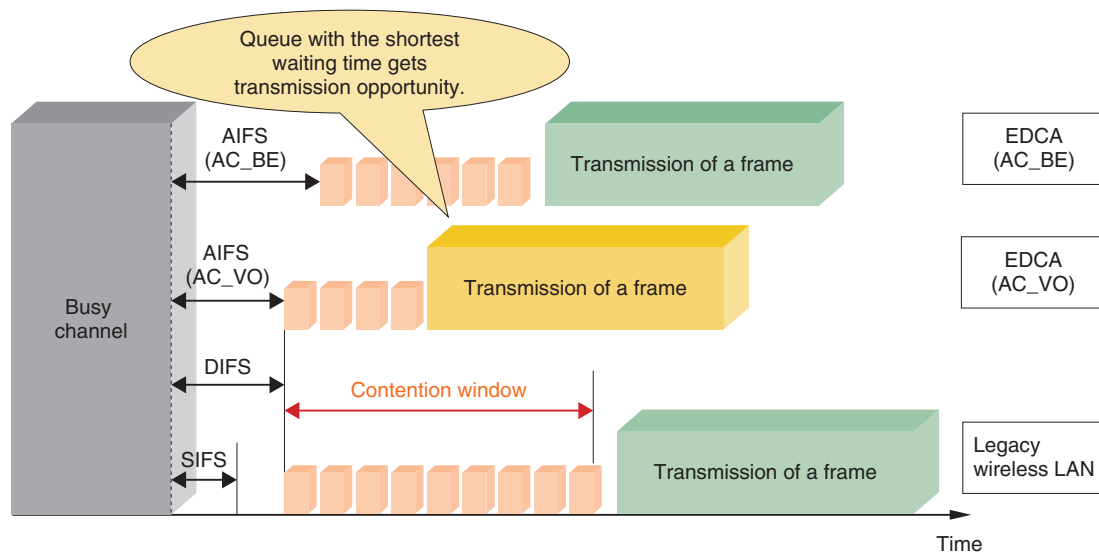 Queue with the shortest
waiting time gets
transmission opportunity.
AIFS
(AC_BE)
Transmission of a frame
EDCA
(AC_BE)
AIFS
(AC_VO)
Transmission of a frame
EDCA
(AC_VO)
Busy
channel
DIFS
Contention window
SIFS
Transmission of a frame
Legacy
wireless LAN
Time